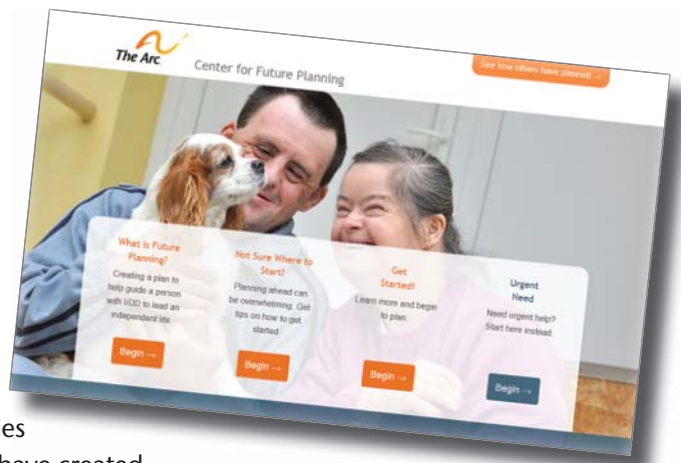 The Arc
Center for Future Planning
See how others have planned →
What is Future
Planning?
Creating a plan to
help guide a person
with I/DD to lead an
independent life.
Begin →
Not Sure Where to
Start?
Planning ahead can
be overwhelming. Get
tips on how to get
started.
Begin →
Get
Started!
Learn more and begin
to plan.
Begin →
Urgent
Need
Need urgent help?
Start here instead.
Begin →
es
have created